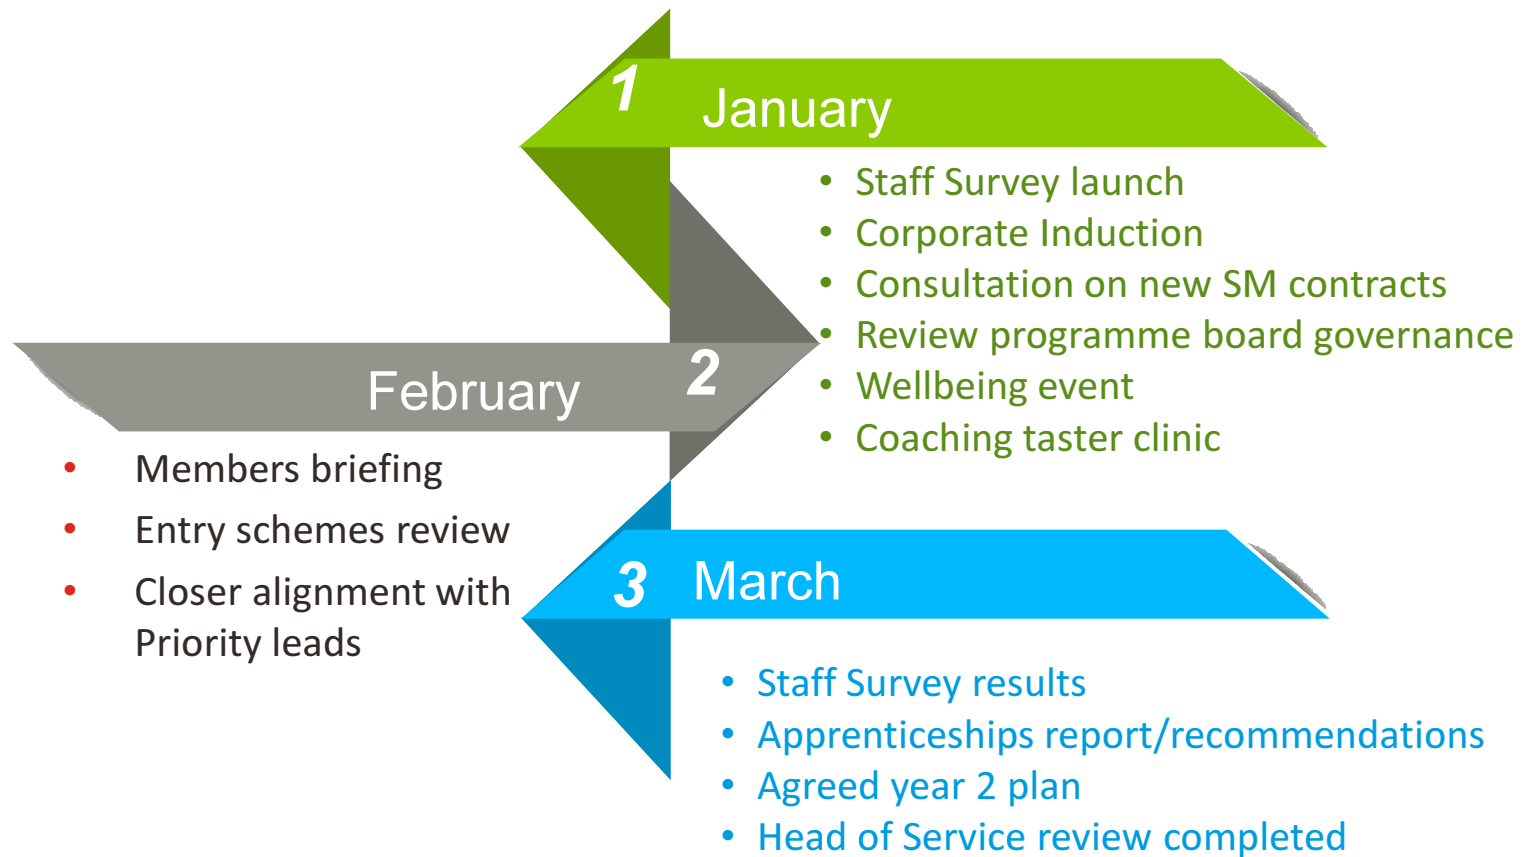 1
January
• Staff Survey launch
• Corporate Induction
• Consultation on new SM contracts
• Review programme board governance
• Wellbeing event
• Coaching taster clinic
February
2
• Members briefing
• Entry schemes review
• Closer alignment with
Priority leads
3
March
• Staff Survey results
• Apprenticeships report/recommendations
• Agreed year 2 plan
• Head of Service review completed